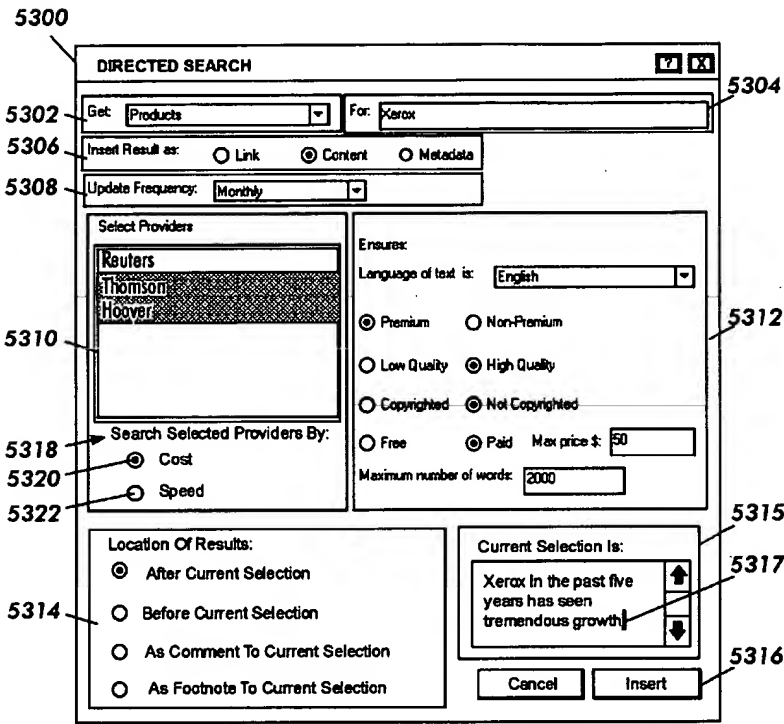 5300
DIRECTED SEARCH ? X
5302 Get: Products For: Xerox 5304
5306 Insert Result as: Link Content Metadata
5308 Update Frequency: Monthly
Select Providers
Reuters
Thomson
Hoover
5310
Ensures:
Language of text is: English
Premium Non-Premium 5312
Low Quality High Quality
Copyrighted Not Copyrighted
Free Paid Max price $: 50
Maximum number of words: 2000
5318 Search Selected Providers By:
5320 Cost
5322 Speed
Location Of Results:
After Current Selection
Before Current Selection
5314
As Comment To Current Selection
As Footnote To Current Selection
5315
Current Selection Is:
5317
Xerox In the past five
years has seen
tremendous growth
5316
Cancel Insert